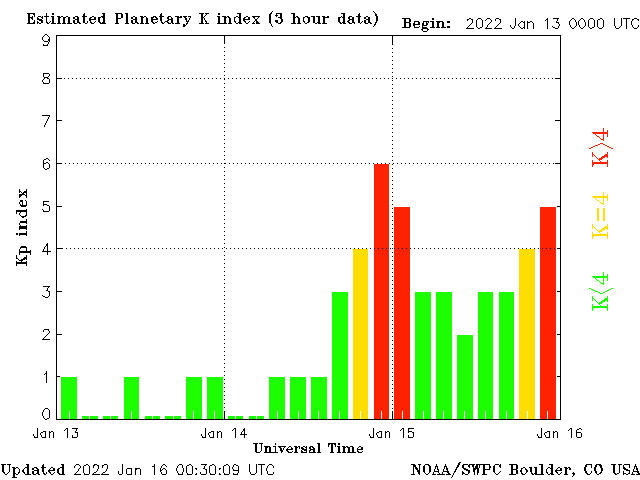 Estimated Planetary K index (3 hour data)
Begin: 2022 Jan 13 0000 UTC
9
8
7
6
5
4
3
2
1
0
Kp index
K>4
K=4
K<4
Jan 13
Jan 14
Jan 15
Jan 16
Universal Time
Updated 2022 Jan 16 00:30:09 UTC
NOAA/SWPC Boulder, CO USA